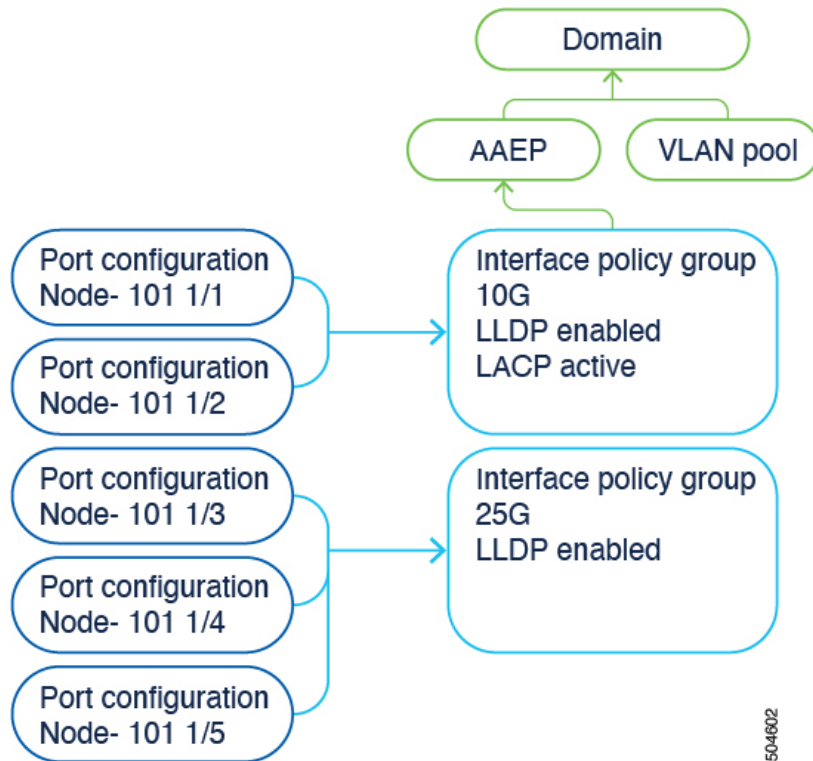 Domain
AAEP
VLAN pool
Port configuration
Node- 101 1/1
Port configuration
Node- 101 1/2
Interface policy group
10G
LLDP enabled
LACP active
Port configuration
Node- 101 1/3
Port configuration
Node- 101 1/4
Port configuration
Node- 101 1/5
Interface policy group
25G
LLDP enabled
504602